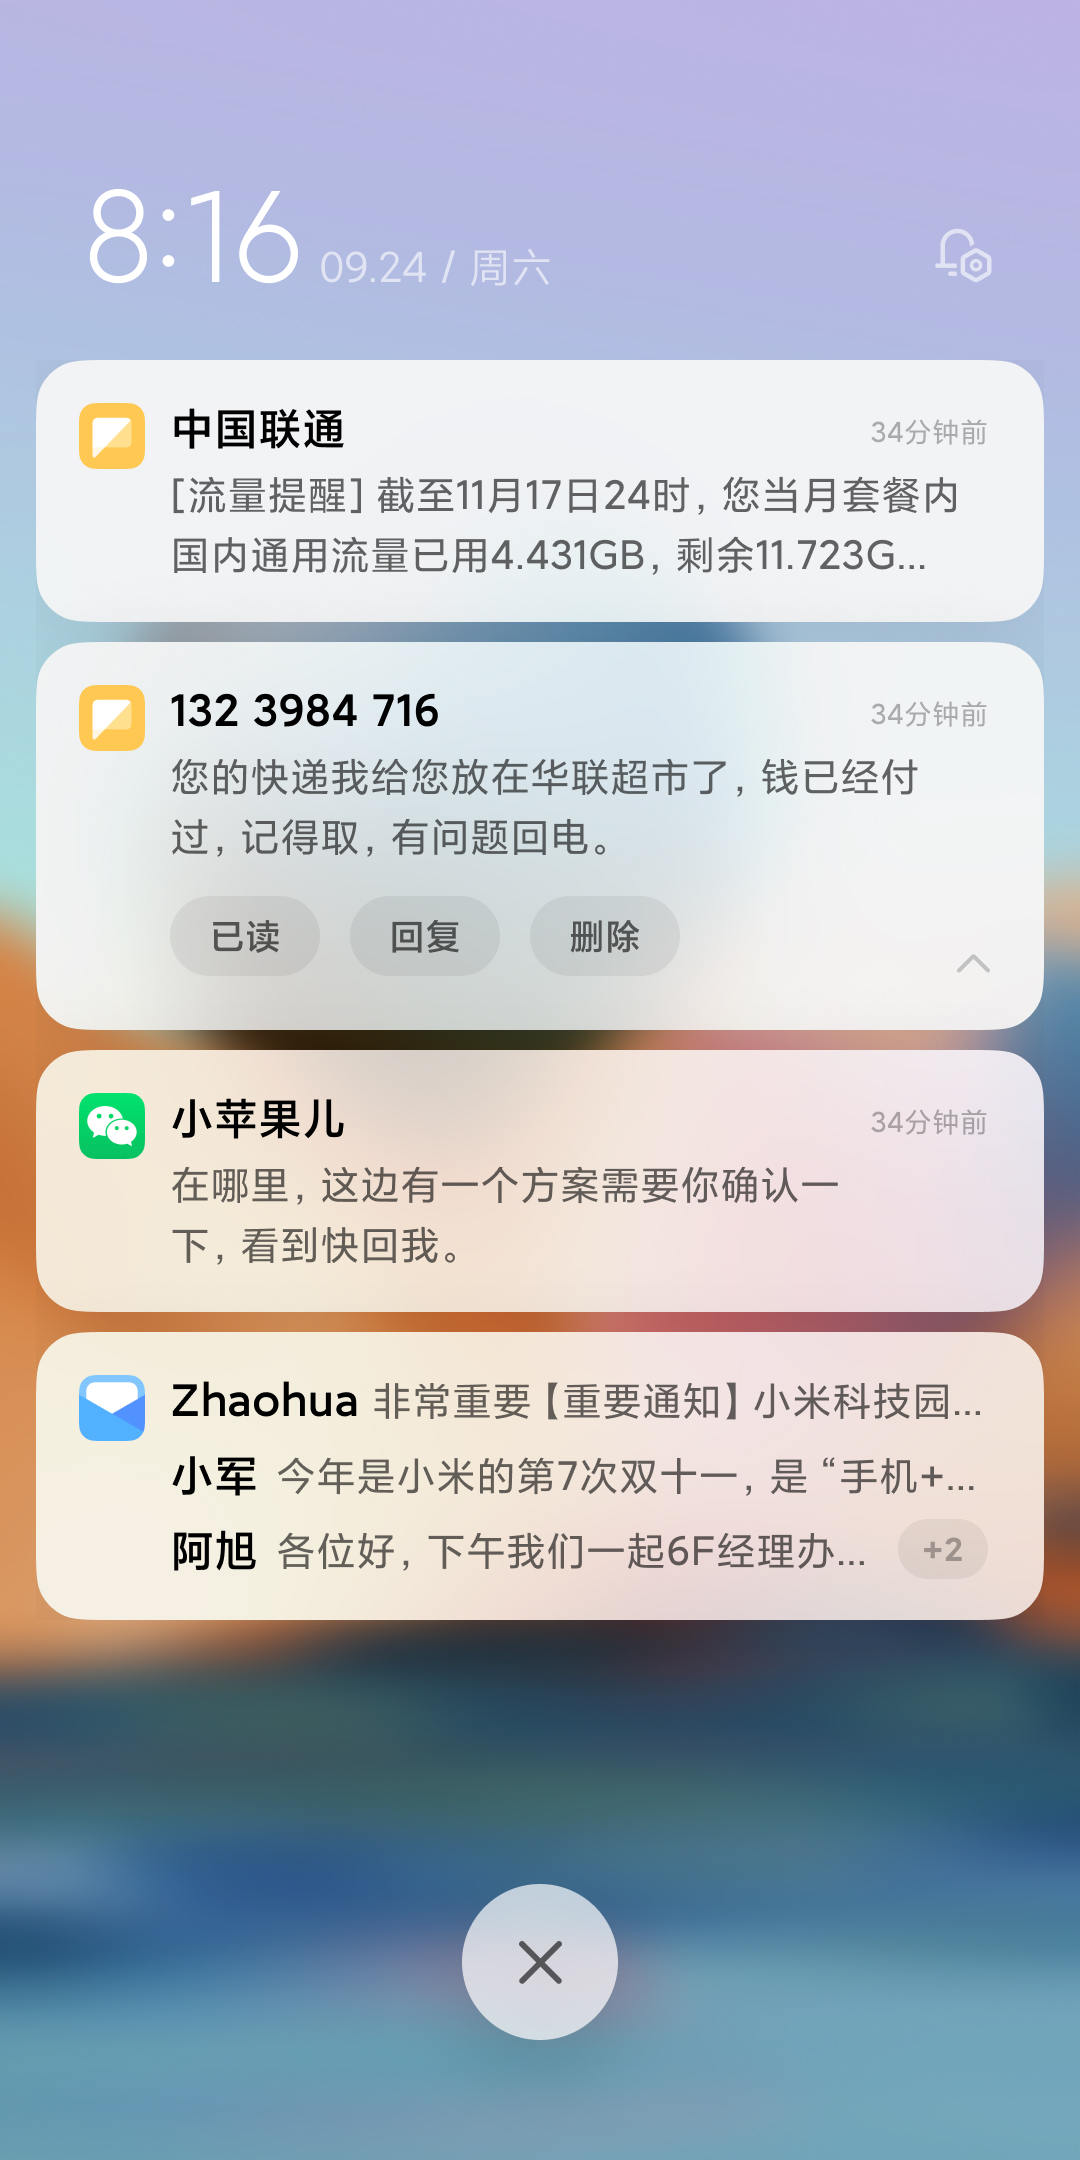 8:16 09.24 / 周六
中国联通 34分钟前
[流量提醒] 截至11月17日24时, 您当月套餐内
国内通用流量已用4.431GB, 剩余11.723G...
132 3984 716 34分钟前
您的快递我给您放在华联超市了, 钱已经付
过, 记得取, 有问题回电。
已读 回复 删除
小苹果儿 34分钟前
在哪里, 这边有一个方案需要你确认一
下, 看到快回我。
Zhaohua 非常重要【重要通知】小米科技园...
小军 今年是小米的第7次双十一, 是 “手机+...
阿旭 各位好, 下午我们一起6F经理办... +2